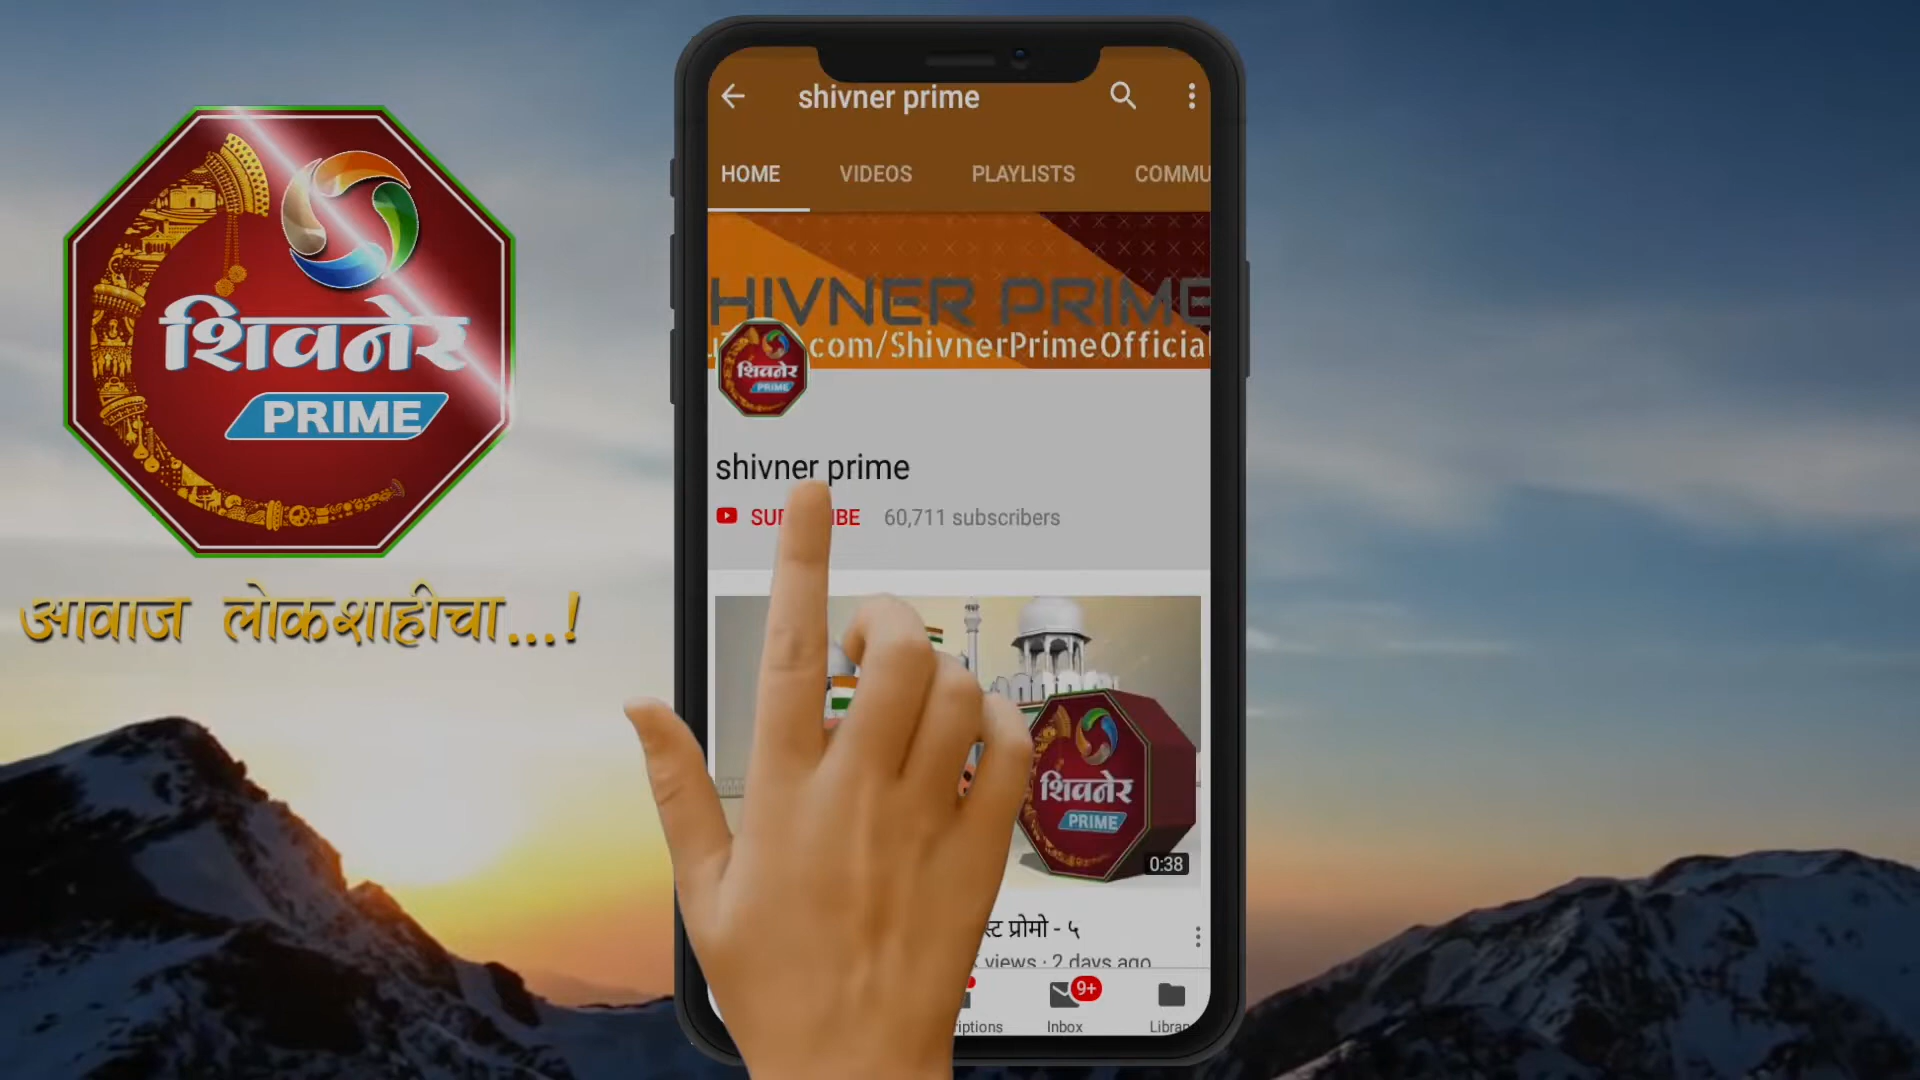 शिवनेर
PRIME
आवाज लोकशाहीचा...!
shivner prime
HOME VIDEOS PLAYLISTS COMMU
HIVNER PRIME
com/ShivnerPrimeOfficial
शिवनेर
PRIME
shivner prime
60,711 subscribers
शिवनेर
PRIME
0:38
प्रोमो - ५
views · 2 days ago
9+
Inbox